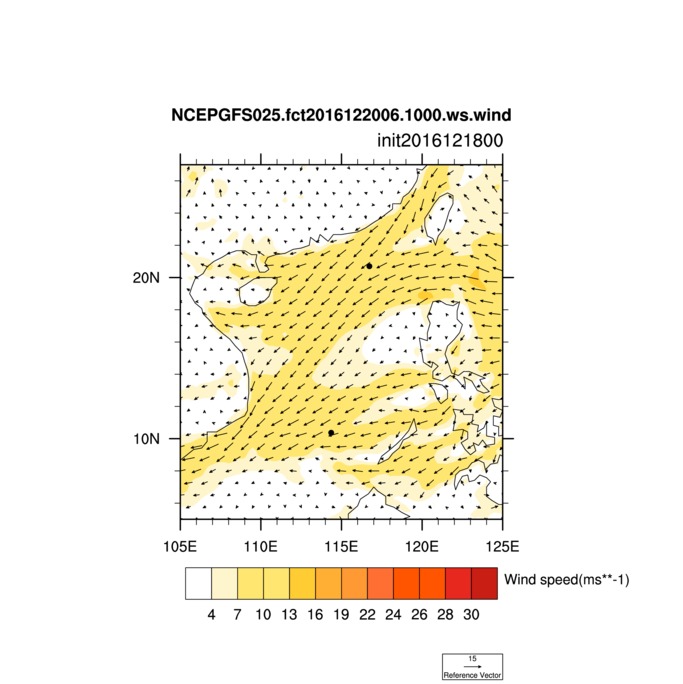 NCEPGFS025.fct2016122006.1000.ws.wind
init2016121800
20N
10N
105E 110E 115E 120E 125E
Wind speed(ms**-1)
4 7 10 13 16 19 22 24 26 28 30
15
Reference Vector